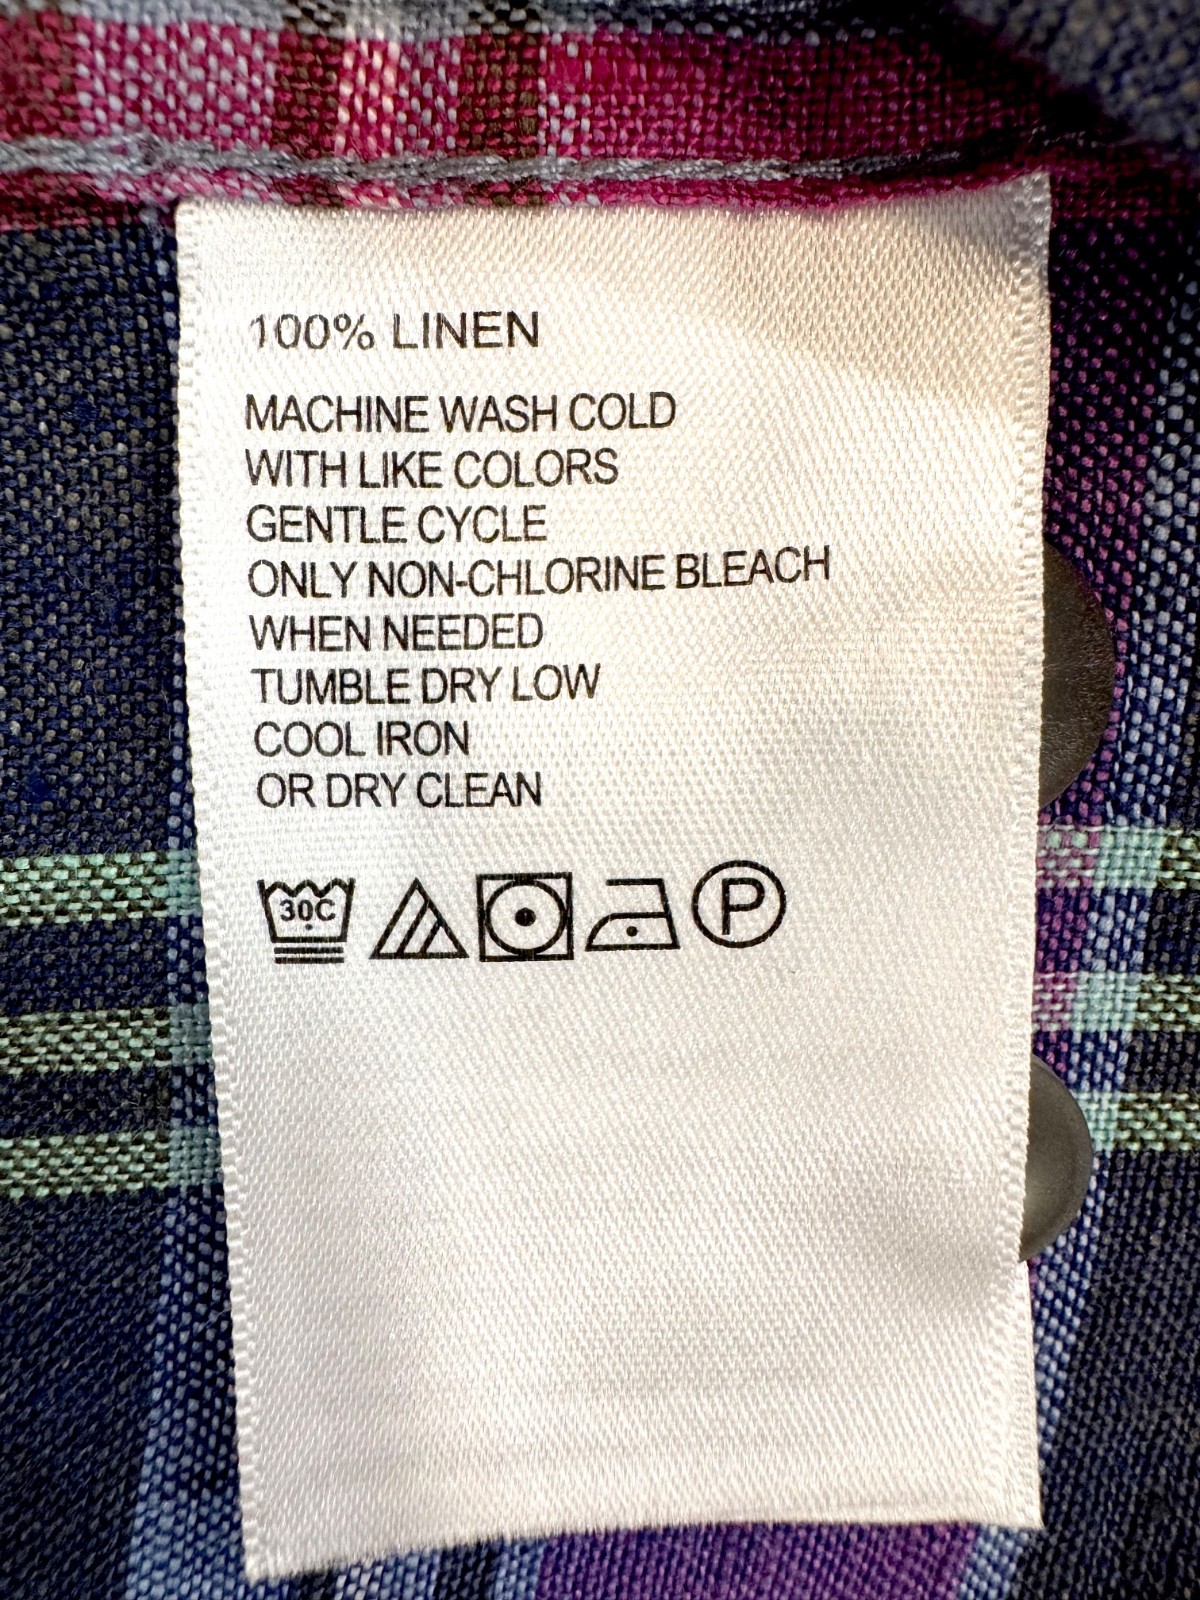 100% LINEN
MACHINE WASH COLD
WITH LIKE COLORS
GENTLE CYCLE
ONLY NON-CHLORINE BLEACH
WHEN NEEDED
TUMBLE DRY LOW
COOL IRON
OR DRY CLEAN
30C P